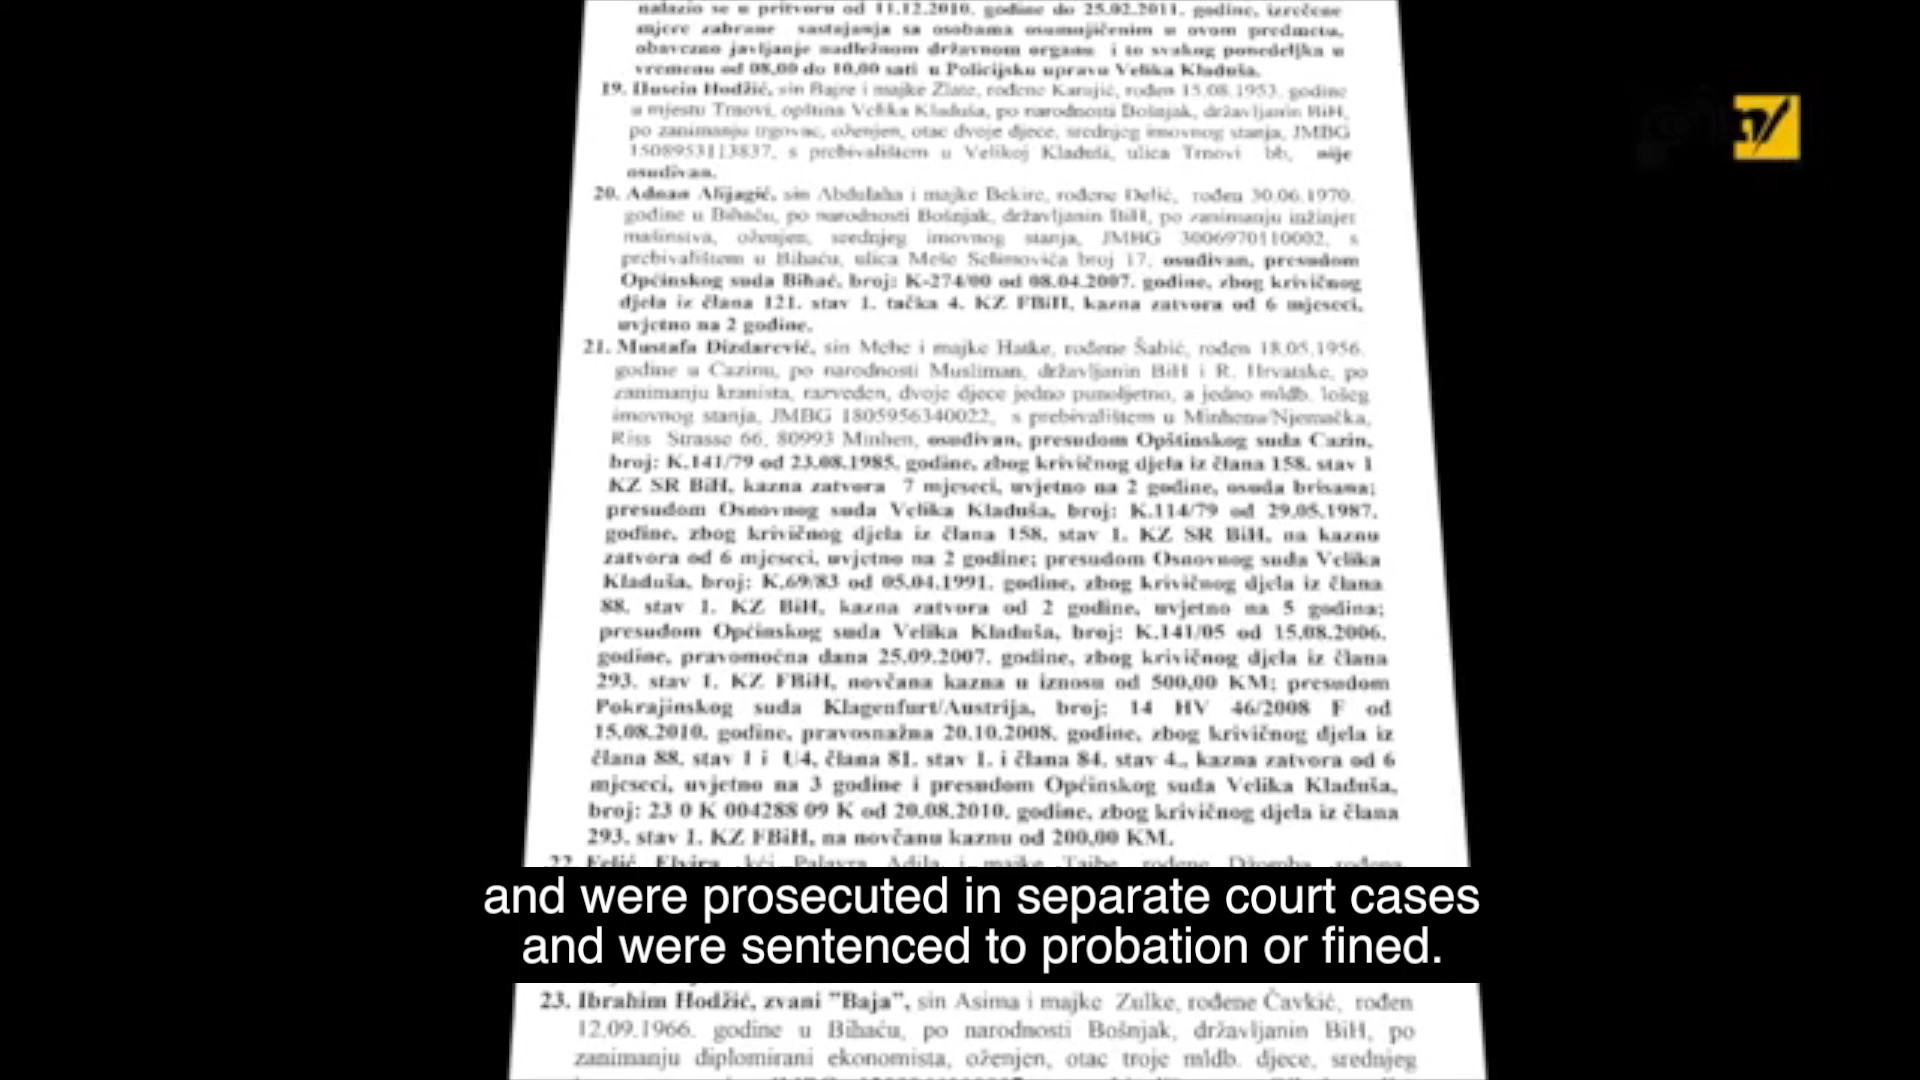 nalazio se u pritvoru od 11.12.2010. godine do 25.02.2011. godine, izrečene
mjere zabrane sastajanja sa osobama osumnjičenim u ovom predmetu,
obavezno javljanje nadležnom državnom organu i to svakog ponedeljka u
vremenu od 08,00 do 10,00 sati u Policijsku upravu Velika Kladuša.
19. Husein Hodžić, sin Bajre i majke Zlate, rođene Karajić, rođen 15.08.1953. godine
u mjestu Trnovi, opština Velika Kladuša, po narodnosti Bošnjak, državljanin BiH,
po zanimanju trgovac, oženjen, otac dvoje djece, srednjeg imovnog stanja, JMBG
1508953113837, s prebivalištem u Velikoj Kladuši, ulica Trnovi bb, nije
osuđivan.
20. Adnan Alijagić, sin Abdulaha i majke Bekire, rođene Delić, rođen 30.06.1970.
godine u Bihaću, po narodnosti Bošnjak, državljanin BiH, po zanimanju inžinjer
mašinstva, oženjen, srednjeg imovnog stanja, JMBG 3006970110002, s
prebivalištem u Bihaću, ulica Meše Selimovića broj 17, osuđivan, presudom
Općinskog suda Bihać, broj: K-274/00 od 08.04.2007. godine, zbog krivičnog
djela iz člana 121. stav 1. tačka 4. KZ FBiH, kazna zatvora od 6 mjeseci,
uvjetno na 2 godine.
21. Mustafa Dizdarević, sin Mehe i majke Hatke, rođene Šabić, rođen 18.05.1956.
godine u Cazinu, po narodnosti Musliman, državljanin BiH i R. Hrvatske, po
zanimanju kranista, razveden, dvoje djece jedno punoljetno, a jedno mldb. lošeg
imovnog stanja, JMBG 1805956340022, s prebivalištem u Minhenu/Njemačka,
Riss Strasse 66, 80993 Minhen, osuđivan, presudom Opštinskog suda Cazin,
broj: K.141/79 od 23.08.1985. godine, zbog krivičnog djela iz člana 158. stav 1
KZ SR BiH, kazna zatvora 7 mjeseci, uvjetno na 2 godine, osuda brisana;
presudom Osnovnog suda Velika Kladuša, broj: K.114/79 od 29.05.1987.
godine, zbog krivičnog djela iz člana 158. stav 1. KZ SR BiH, na kaznu
zatvora od 6 mjeseci, uvjetno na 2 godine; presudom Osnovnog suda Velika
Kladuša, broj: K.69/83 od 05.04.1991. godine, zbog krivičnog djela iz člana
88. stav 1. KZ BiH, kazna zatvora od 2 godine, uvjetno na 5 godina;
presudom Općinskog suda Velika Kladuša, broj: K.141/05 od 15.08.2006.
godine, pravomoćna dana 25.09.2007. godine, zbog krivičnog djela iz člana
293. stav 1. KZ FBiH, novčana kazna u iznosu od 500,00 KM; presudom
Pokrajinskog suda Klagenfurt/Austrija, broj: 14 HV 46/2008 F od
15.08.2010. godine, pravosnažna 20.10.2008. godine, zbog krivičnog djela iz
člana 88. stav 1 i U4, člana 81. stav 1. i člana 84. stav 4., kazna zatvora od 6
mjeseci, uvjetno na 3 godine i presudom Općinskog suda Velika Kladuša,
broj: 23 0 K 004288 09 K od 20.08.2010. godine, zbog krivičnog djela iz člana
293. stav 1. KZ FBiH, na novčanu kaznu od 200,00 KM.
22. Felić Elvira, kći Palavra Adila i majke Taibe, rođene Džomba, rođena
and were prosecuted in separate court cases
and were sentenced to probation or fined.
23. Ibrahim Hodžić, zvani "Baja", sin Asima i majke Zulke, rođene Čavkić, rođen
12.09.1966. godine u Bihaću, po narodnosti Bošnjak, državljanin BiH, po
zanimanju diplomirani ekonomista, oženjen, otac troje mldb. djece, srednjeg